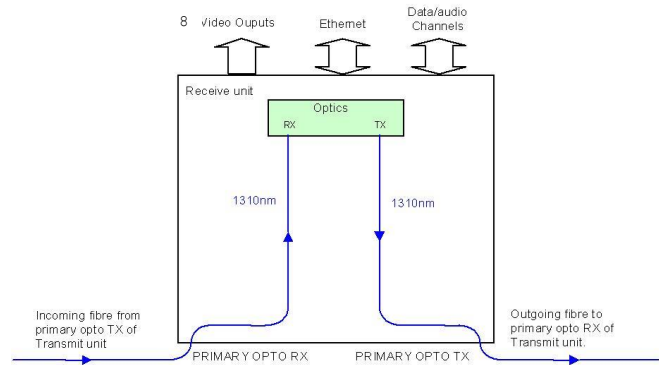 8 Video Ouputs
Ethernet
Data/audio
Channels
Receive unit
Optics
RX
TX
1310nm
1310nm
Incoming fibre from
primary opto TX of
Transmit unit
Outgoing fibre to
primary opto RX of
Transmit unit.
PRIMARY OPTO RX
PRIMARY OPTO TX